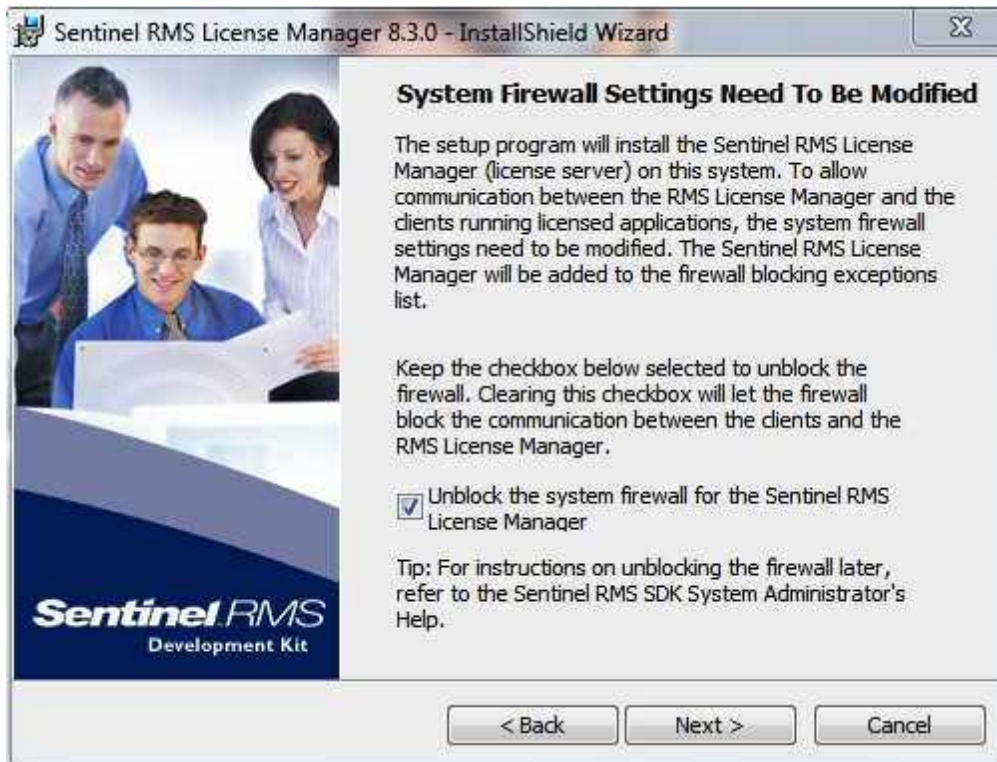 Sentinel RMS License Manager 8.3.0 - InstallShield Wizard
System Firewall Settings Need To Be Modified
The setup program will install the Sentinel RMS License
Manager (license server) on this system. To allow
communication between the RMS License Manager and the
clients running licensed applications, the system firewall
settings need to be modified. The Sentinel RMS License
Manager will be added to the firewall blocking exceptions
list.
Keep the checkbox below selected to unblock the
firewall. Clearing this checkbox will let the firewall
block the communication between the clients and the
RMS License Manager.
Unblock the system firewall for the Sentinel RMS
License Manager
Tip: For instructions on unblocking the firewall later,
refer to the Sentinel RMS SDK System Administrator's
Help.
Sentinel RMS
Development Kit
< Back
Next >
Cancel